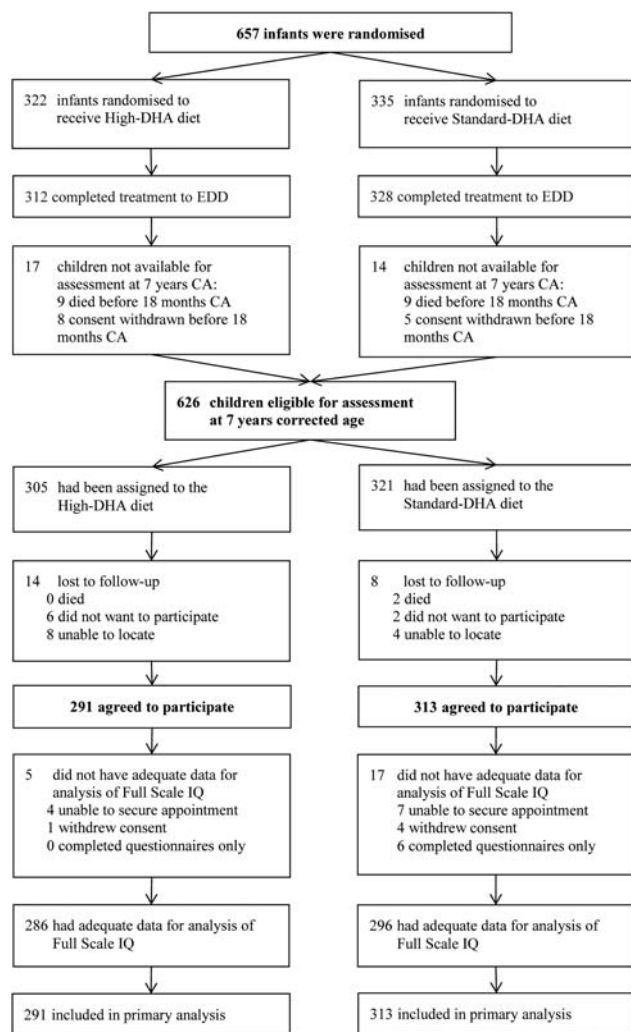 657 infants were randomised
322 infants randomised to
receive High-DHA diet
335 infants randomised to
receive Standard-DHA diet
312 completed treatment to EDD
328 completed treatment to EDD
17 children not available for
assessment at 7 years CA:
9 died before 18 months CA
8 consent withdrawn before 18
months CA
14 children not available for
assessment at 7 years CA:
9 died before 18 months CA
5 consent withdrawn before 18
months CA
626 children eligible for assessment
at 7 years corrected age
305 had been assigned to the
High-DHA diet
321 had been assigned to the
Standard-DHA diet
14 lost to follow-up
0 died
6 did not want to participate
8 unable to locate
8 lost to follow-up
2 died
2 did not want to participate
4 unable to locate
291 agreed to participate
313 agreed to participate
5 did not have adequate data for
analysis of Full Scale IQ
4 unable to secure appointment
1 withdrew consent
0 completed questionnaires only
17 did not have adequate data for
analysis of Full Scale IQ
7 unable to secure appointment
4 withdrew consent
6 completed questionnaires only
286 had adequate data for analysis of
Full Scale IQ
296 had adequate data for analysis of
Full Scale IQ
291 included in primary analysis
313 included in primary analysis